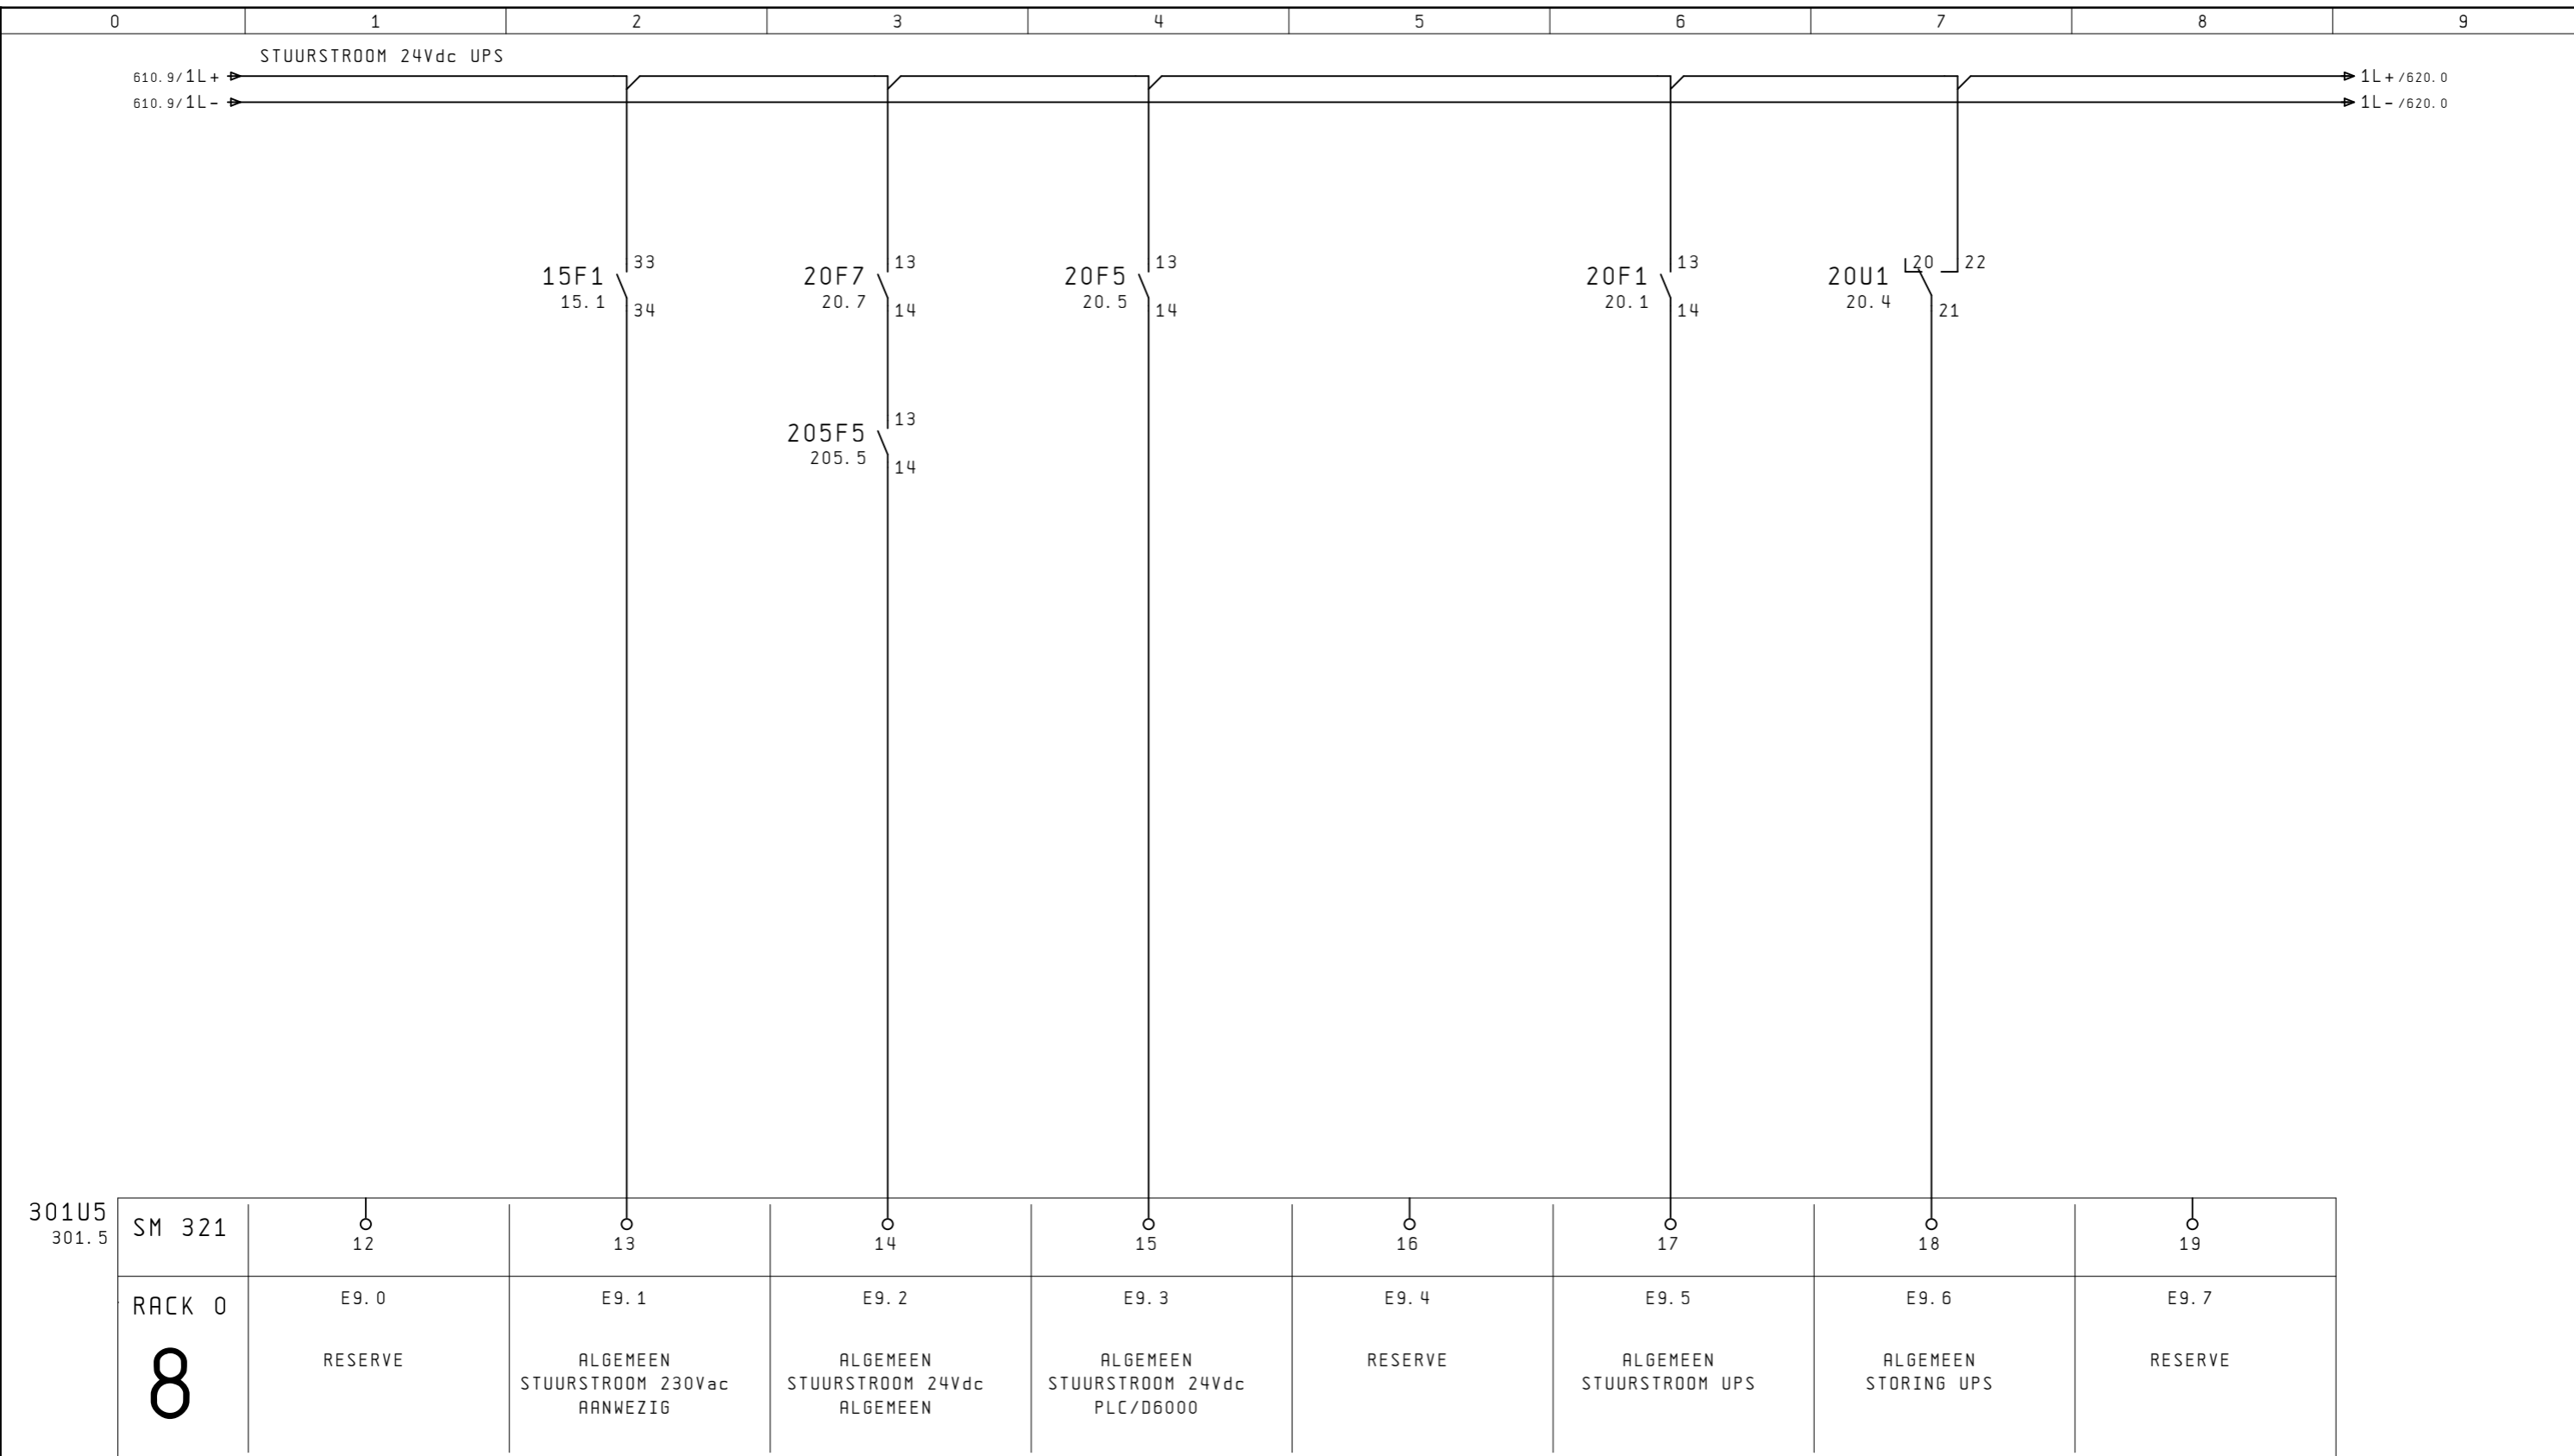 0 1 2 3 4 5 6 7 8 9
STUURSTROOM 24Vdc UPS
610.9/1L+ 1L+/620.0
610.9/1L- 1L-/620.0
33 13 13 13 20 22
15F1 20F7 20F5 20F1 20U1
15.1 20.7 20.5 20.1 20.4
34 14 14 14 21
13
205F5
205.5
14
301U5 SM 321
301.5 12 13 14 15 16 17 18 19
RACK 0 E9.0 E9.1 E9.2 E9.3 E9.4 E9.5 E9.6 E9.7
8
RESERVE
ALGEMEEN
STUURSTROOM 230Vac
AANWEZIG
ALGEMEEN
STUURSTROOM 24Vdc
ALGEMEEN
ALGEMEEN
STUURSTROOM 24Vdc
PLC/D6000
RESERVE
ALGEMEEN
STUURSTROOM UPS
ALGEMEEN
STORING UPS
RESERVE